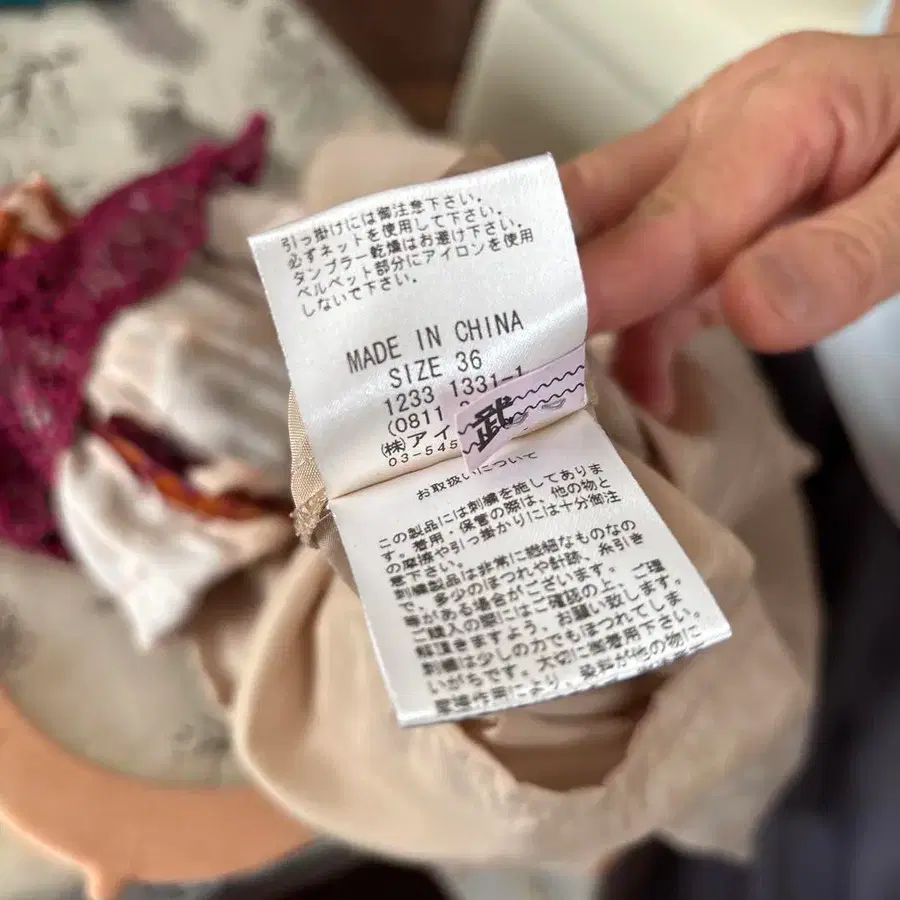 引っ掛けには御注意下さい。
必ずネットを使用して下さい。
タンブラー乾燥はお避け下さい。
ベルベット部分にアイロンを使用
しないで下さい。
MADE IN CHINA
SIZE 36
1233 1331-1
(0811
(株)アイ
03-545
武
お取扱いについて
この製品には刺繍を施してありま
す。着用・保管の際は、他の物と
の摩擦や引っ掛かりには十分御注
意下さい。
刺繍製品は非常に繊細なものなの
で、多少のほつれや針跡、糸引き
等がある場合がございます。ご購
ご購入の際にはご確認の上、ご理
解頂きますよう、お願い致します。
刺繍は少しの力でもほつれてしま
いがちです。大切に御着用下さい。